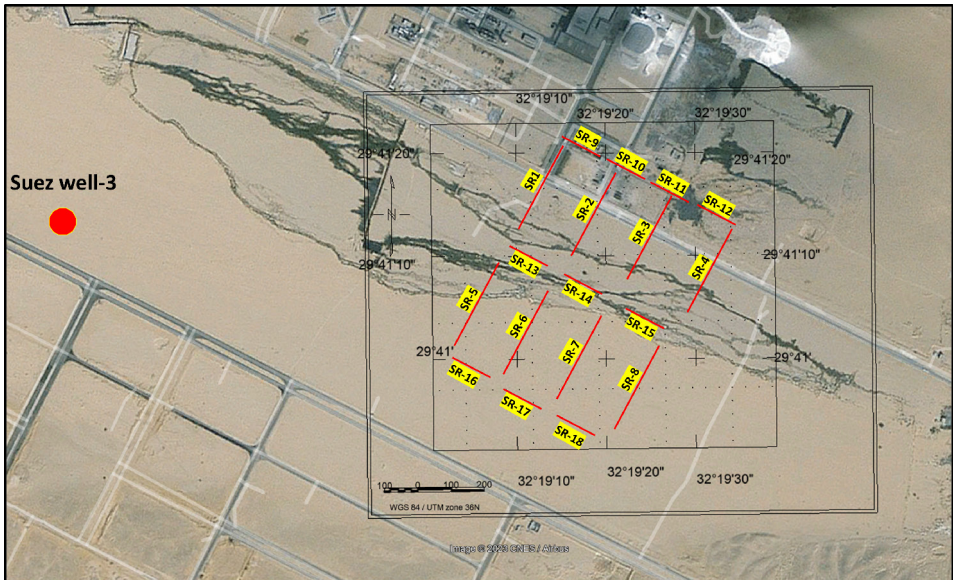 32°19'10"
32°19'20"
32°19'30"
SR-9
29°41'20"
29°41'20"
SR-10
Suez well-3
SR1
SR-11
SR-2
SR-12
N
SR-3
29°41'10"
29°41'10"
SR-13
SR-4
SR-5
SR-14
SR-6
SR-15
29°41'
29°41'
SR-7
SR-16
SR-8
SR-17
SR-18
32°19'10"
32°19'20"
32°19'30"
100 0 100 200
WGS 84 / UTM zone 36N
Image © 2020 CNES / Airbus